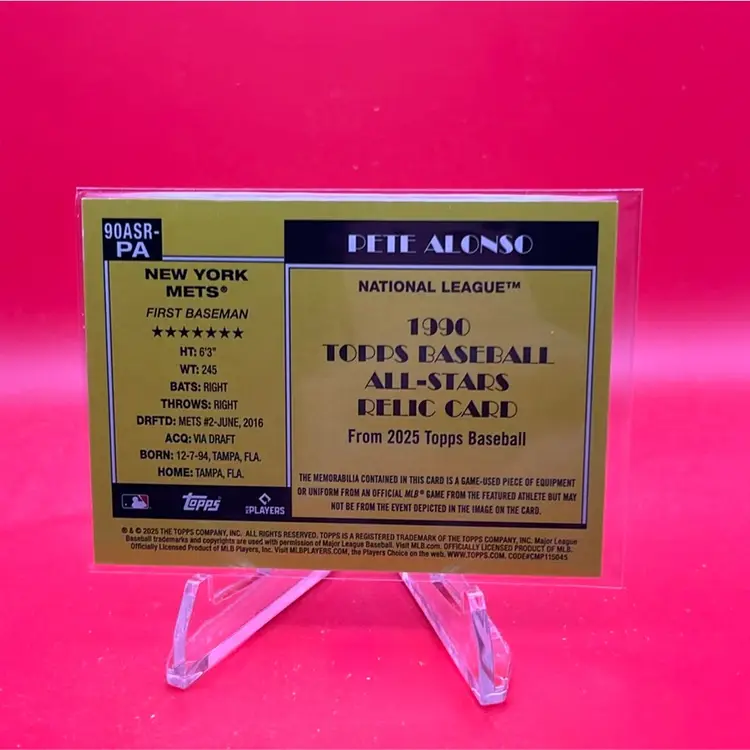 90ASR-
PA
NEW YORK
METS®
FIRST BASEMAN
★★★★★★★
HT: 6'3"
WT: 245
BATS: RIGHT
THROWS: RIGHT
DRFTD: METS #2-JUNE, 2016
ACQ: VIA DRAFT
BORN: 12-7-94, TAMPA, FLA.
HOME: TAMPA, FLA.
Topps
PLAYERS
PETE ALONSO
NATIONAL LEAGUE™
1990
TOPPS BASEBALL
ALL-STARS
RELIC CARD
From 2025 Topps Baseball
THE MEMORABILIA CONTAINED IN THIS CARD IS A GAME-USED PIECE OF EQUIPMENT
OR UNIFORM FROM AN OFFICIAL MLB® GAME FROM THE FEATURED ATHLETE BUT MAY
NOT BE FROM THE EVENT DEPICTED IN THE IMAGE ON THE CARD.
® & © 2025 THE TOPPS COMPANY, INC. ALL RIGHTS RESERVED. TOPPS IS A REGISTERED TRADEMARK OF THE TOPPS COMPANY, INC. Major League
Baseball trademarks and copyrights are used with permission of Major League Baseball. Visit MLB.com. OFFICIALLY LICENSED PRODUCT OF MLB.
Officially Licensed Product of MLB Players, Inc. Visit MLBPLAYERS.COM, the Players Choice on the web. WWW.TOPPS.COM. CODE#CMP115045